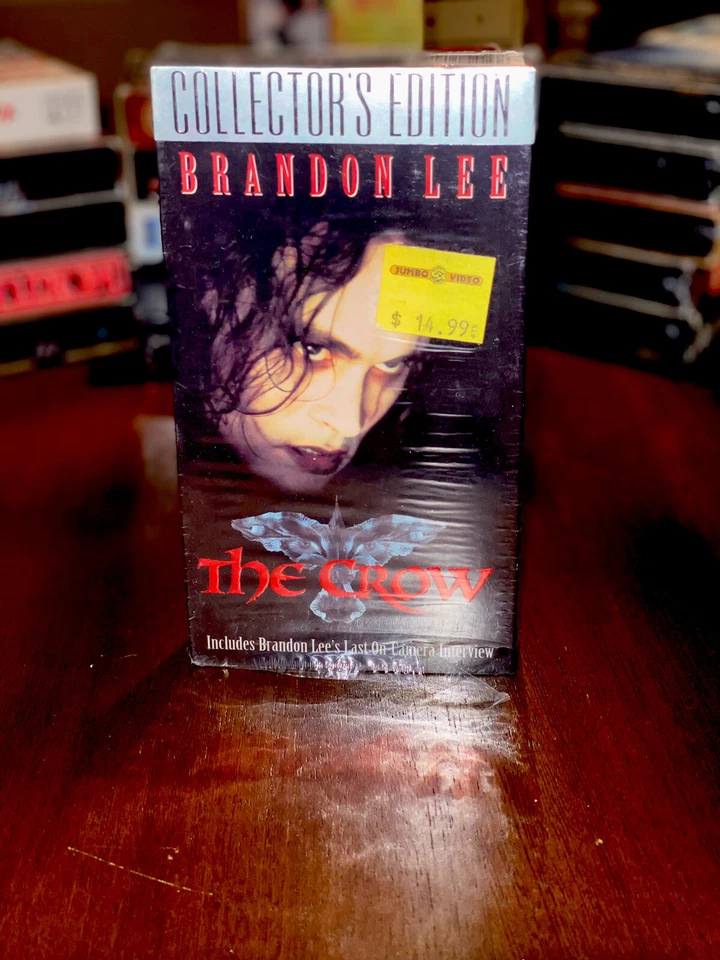 COLLECTOR'S EDITION
BRANDON LEE
JUMBO VIDEO
$ 14.99
THE CROW
Includes Brandon Lee's Last On Camera Interview